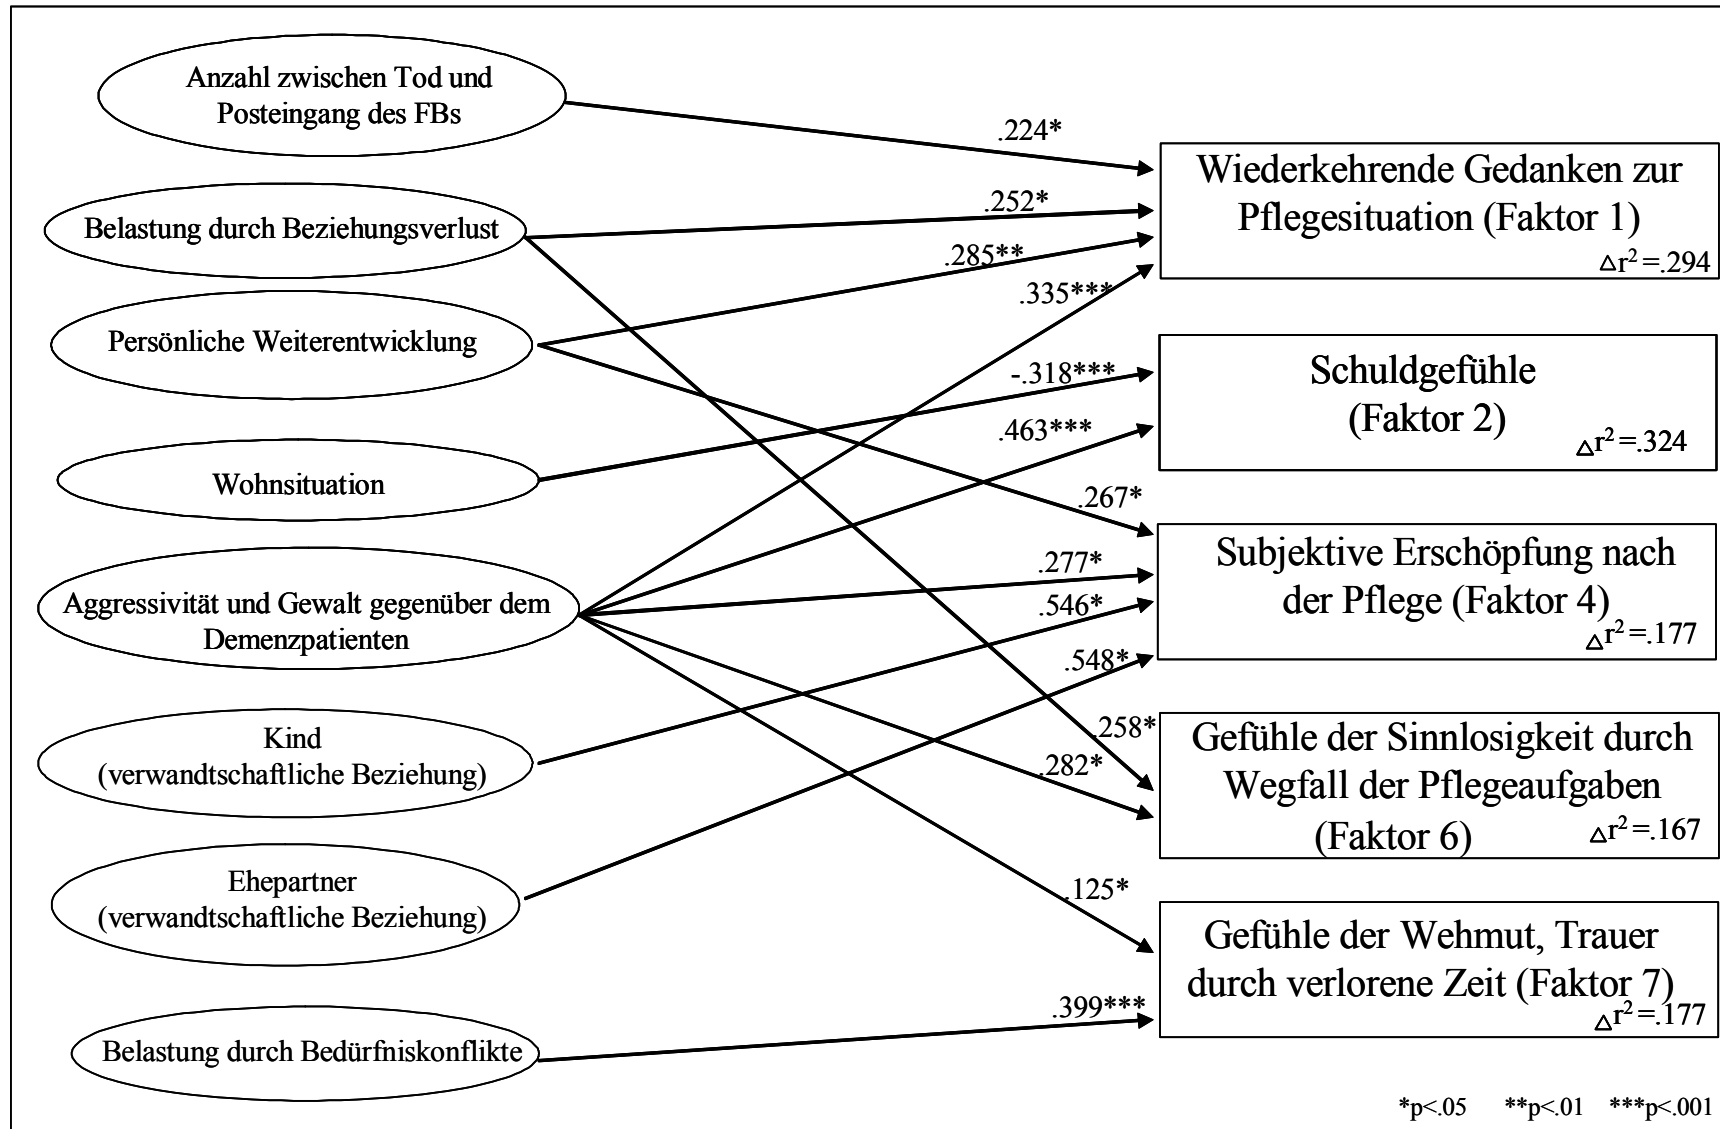 Anzahl zwischen Tod und
Posteingang des FBs
Belastung durch Beziehungsverlust
Persönliche Weiterentwicklung
Wohnsituation
Aggressivität und Gewalt gegenüber dem
Demenzpatienten
Kind
(verwandtschaftliche Beziehung)
Ehepartner
(verwandtschaftliche Beziehung)
Belastung durch Bedürfniskonflikte
.224*
.252*
.285**
.335***
-.318***
.463***
.267*
.277*
.546*
.548*
.258*
.282*
.125*
.399***
Wiederkehrende Gedanken zur
Pflegesituation (Faktor 1)
△r²=.294
Schuldgefühle
(Faktor 2)
△r²=.324
Subjektive Erschöpfung nach
der Pflege (Faktor 4)
△r²=.177
Gefühle der Sinnlosigkeit durch
Wegfall der Pflegeaufgaben
(Faktor 6)
△r²=.167
Gefühle der Wehmut, Trauer
durch verlorene Zeit (Faktor 7)
△r²=.177
*p<.05 **p<.01 ***p<.001